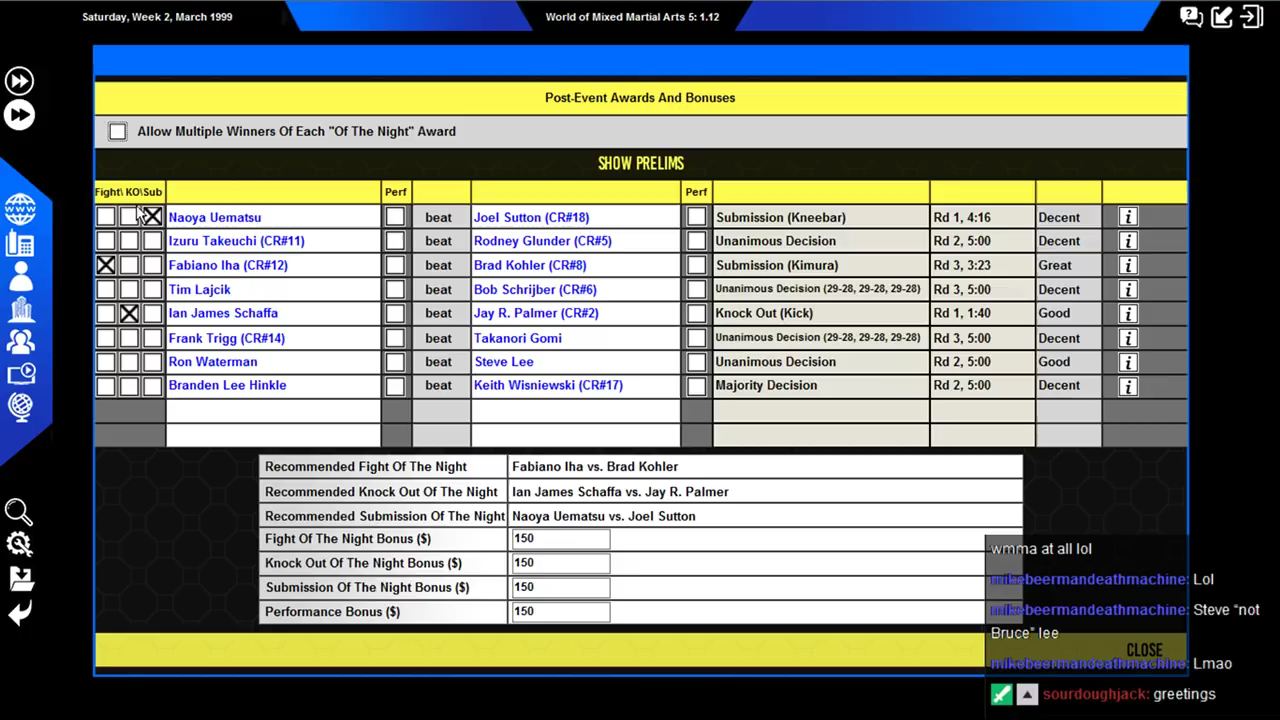 Saturday, Week 2, March 1999
World of Mixed Martial Arts 5: 1.12
Post-Event Awards And Bonuses
Allow Multiple Winners Of Each "Of The Night" Award
SHOW PRELIMS
Fight\ KO\Sub Perf Perf
Naoya Uematsu beat Joel Sutton (CR#18) Submission (Kneebar) Rd 1, 4:16 Decent i
Izuru Takeuchi (CR#11) beat Rodney Glunder (CR#5) Unanimous Decision Rd 2, 5:00 Decent i
Fabiano Iha (CR#12) beat Brad Kohler (CR#8) Submission (Kimura) Rd 3, 3:23 Great i
Tim Lajcik beat Bob Schrijber (CR#6) Unanimous Decision (29-28, 29-28, 29-28) Rd 3, 5:00 Decent i
Ian James Schaffa beat Jay R. Palmer (CR#2) Knock Out (Kick) Rd 1, 1:40 Good i
Frank Trigg (CR#14) beat Takanori Gomi Unanimous Decision (29-28, 29-28, 29-28) Rd 3, 5:00 Decent i
Ron Waterman beat Steve Lee Unanimous Decision Rd 2, 5:00 Good i
Branden Lee Hinkle beat Keith Wisniewski (CR#17) Majority Decision Rd 2, 5:00 Decent i
Recommended Fight Of The Night Fabiano Iha vs. Brad Kohler
Recommended Knock Out Of The Night Ian James Schaffa vs. Jay R. Palmer
Recommended Submission Of The Night Naoya Uematsu vs. Joel Sutton
Fight Of The Night Bonus ($) 150
Knock Out Of The Night Bonus ($) 150
Submission Of The Night Bonus ($) 150
Performance Bonus ($) 150
CLOSE
wmma at all lol
mikebeermandeathmachine: Lol
mikebeermandeathmachine: Steve "not
Bruce" lee
mikebeermandeathmachine: Lmao
sourdoughjack: greetings